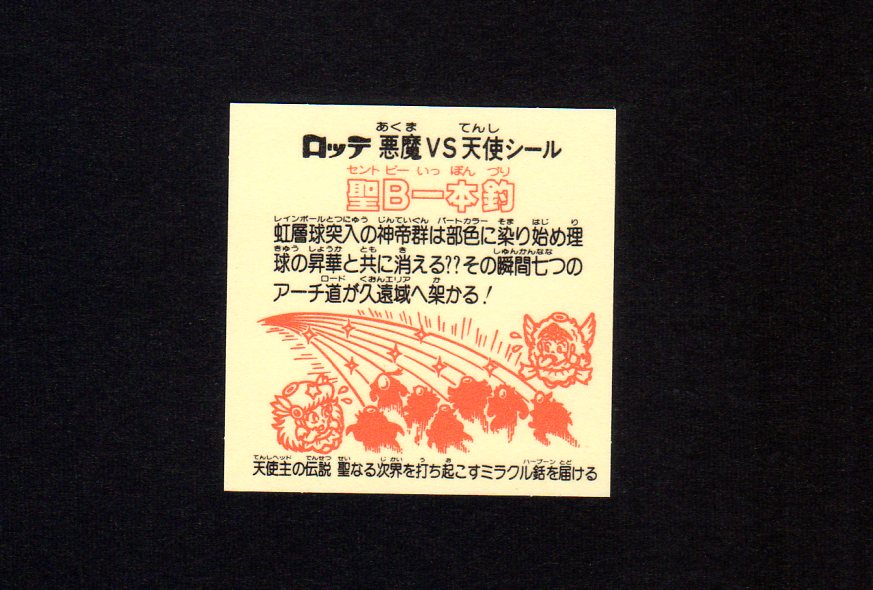 あくま てんし
ロッテ 悪魔VS天使シール
セント ビー いっ ぽん づり
聖B一本釣
レインボールとつにゅう じんていぐん パートカラー そま はじ り
虹層球突入の神帝群は部色に染り始め理
きゅう しょうか とも き しゅんかんなな
球の昇華と共に消える??その瞬間七つの
ロード くおんエリア か
アーチ道が久遠域へ架かる!
てんしヘッド でんせつ せい じかい う お ハープーン とど
天使主の伝説 聖なる次界を打ち起こすミラクル銛を届ける